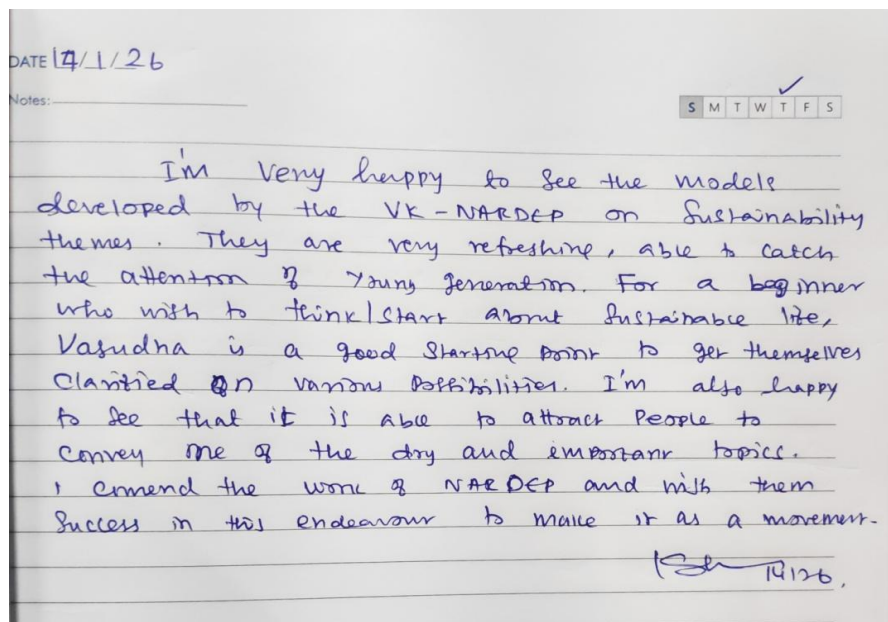 DATE 14/1/26
Notes:
S M T W T F S
I'm very happy to see the models
developed by the VK-NARDEP on Sustainability
themes. They are very refreshing, able to catch
the attention of young generation. For a beginner
who wish to think/start about sustainable life,
Vasudha is a good starting point to get themselves
clarified on various possibilities. I'm also happy
to see that it is able to attract people to
convey one of the dry and important topics.
I comend the work of NARDEP and wish them
success in this endeavour to make it as a movement.